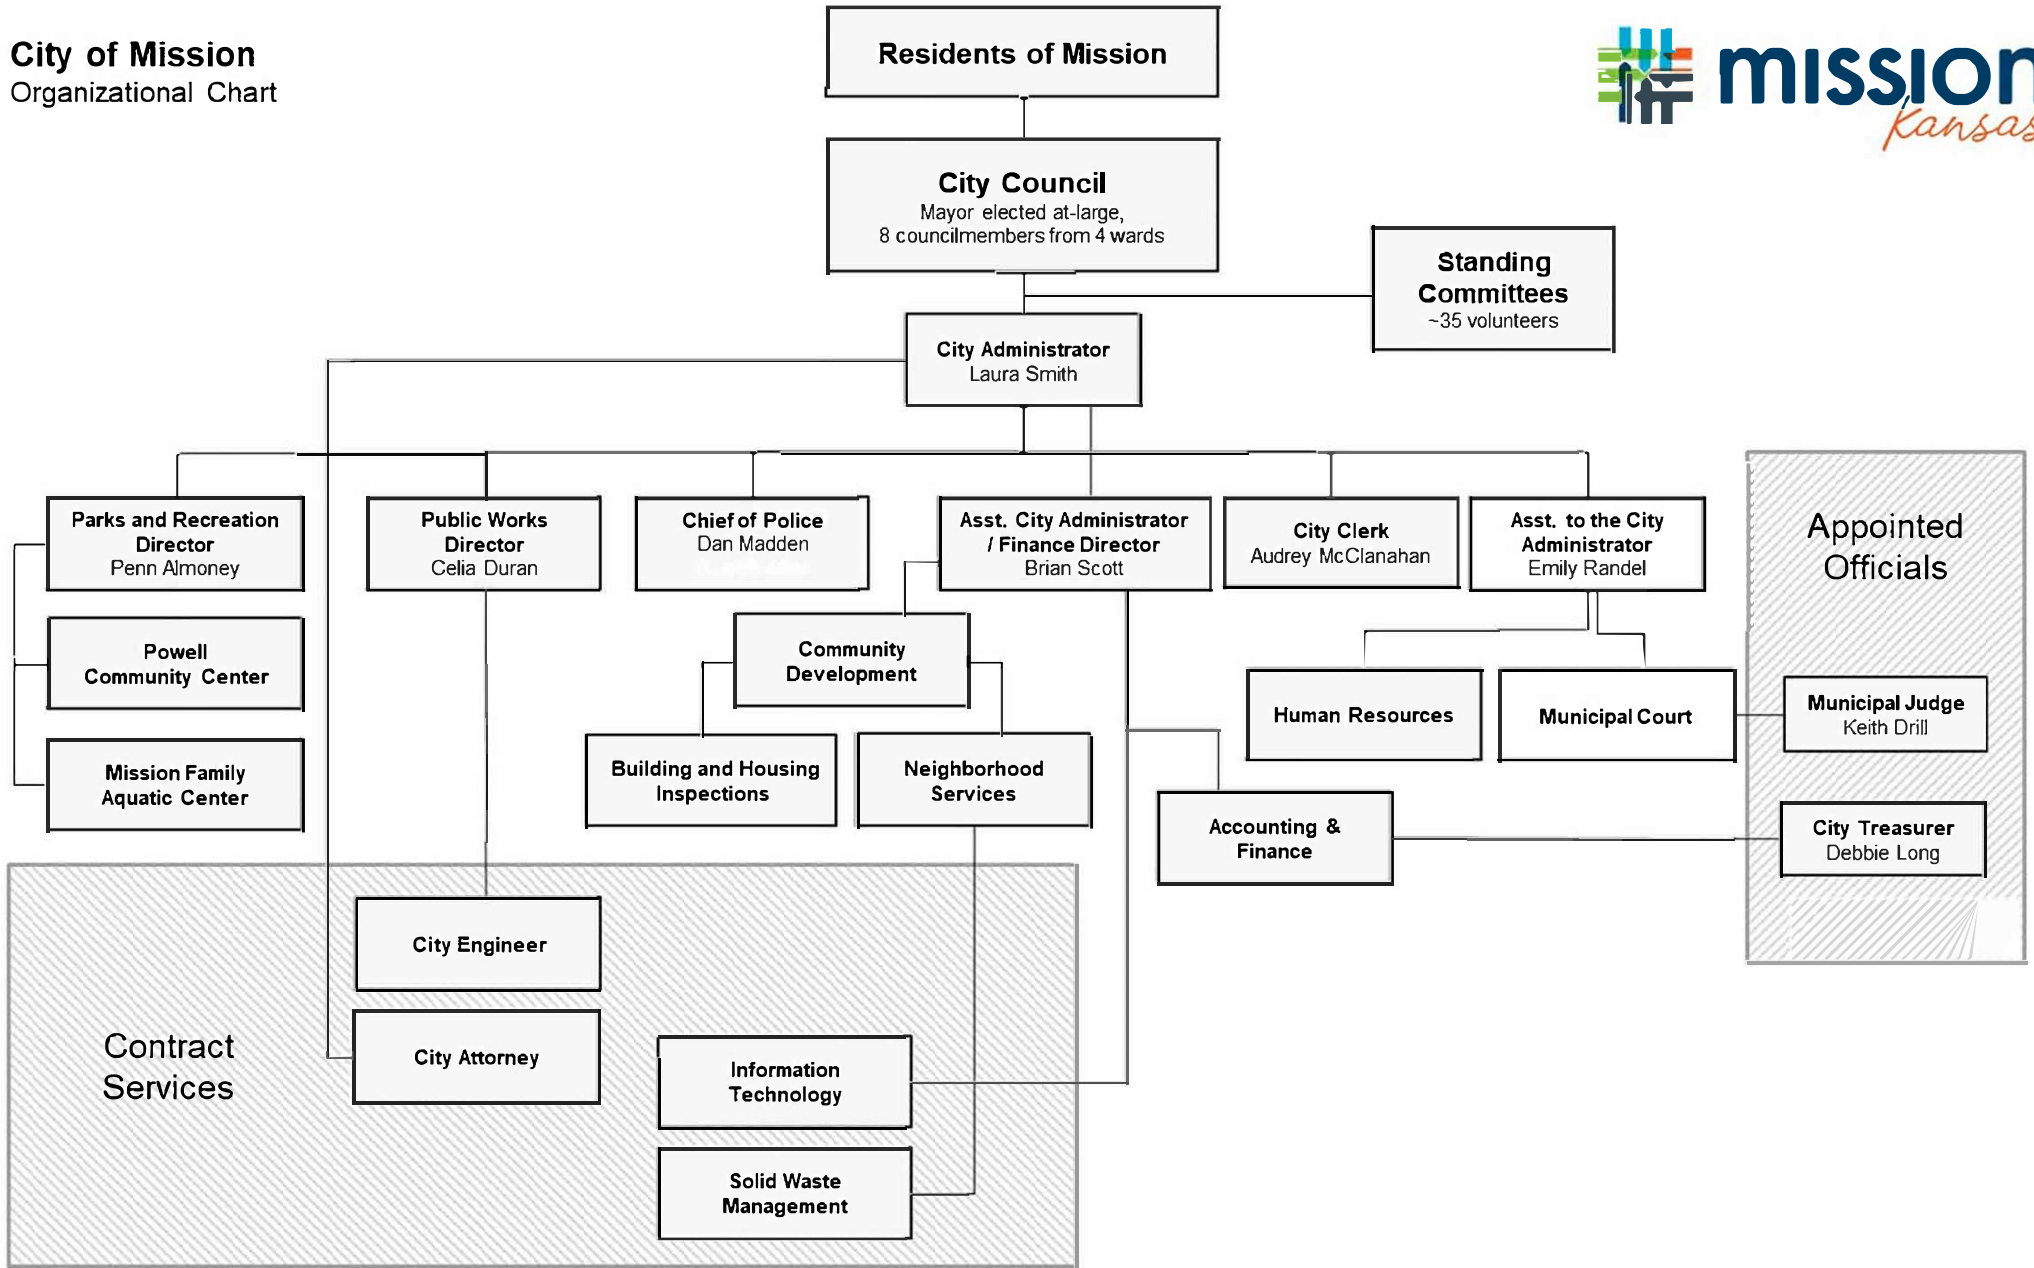 City of Mission
Organizational Chart
Residents of Mission
mission
Kansas
City Council
Mayor elected at-large,
8 councilmembers from 4 wards
Standing
Committees
~35 volunteers
City Administrator
Laura Smith
Parks and Recreation
Director
Penn Almoney
Public Works
Director
Celia Duran
Chief of Police
Dan Madden
Asst. City Administrator
/ Finance Director
Brian Scott
City Clerk
Audrey McClanahan
Asst. to the City
Administrator
Emily Randel
Appointed
Officials
Powell
Community Center
Community
Development
Human Resources
Municipal Court
Municipal Judge
Keith Drill
Mission Family
Aquatic Center
Building and Housing
Inspections
Neighborhood
Services
Accounting &
Finance
City Treasurer
Debbie Long
City Engineer
Contract
Services
City Attorney
Information
Technology
Solid Waste
Management